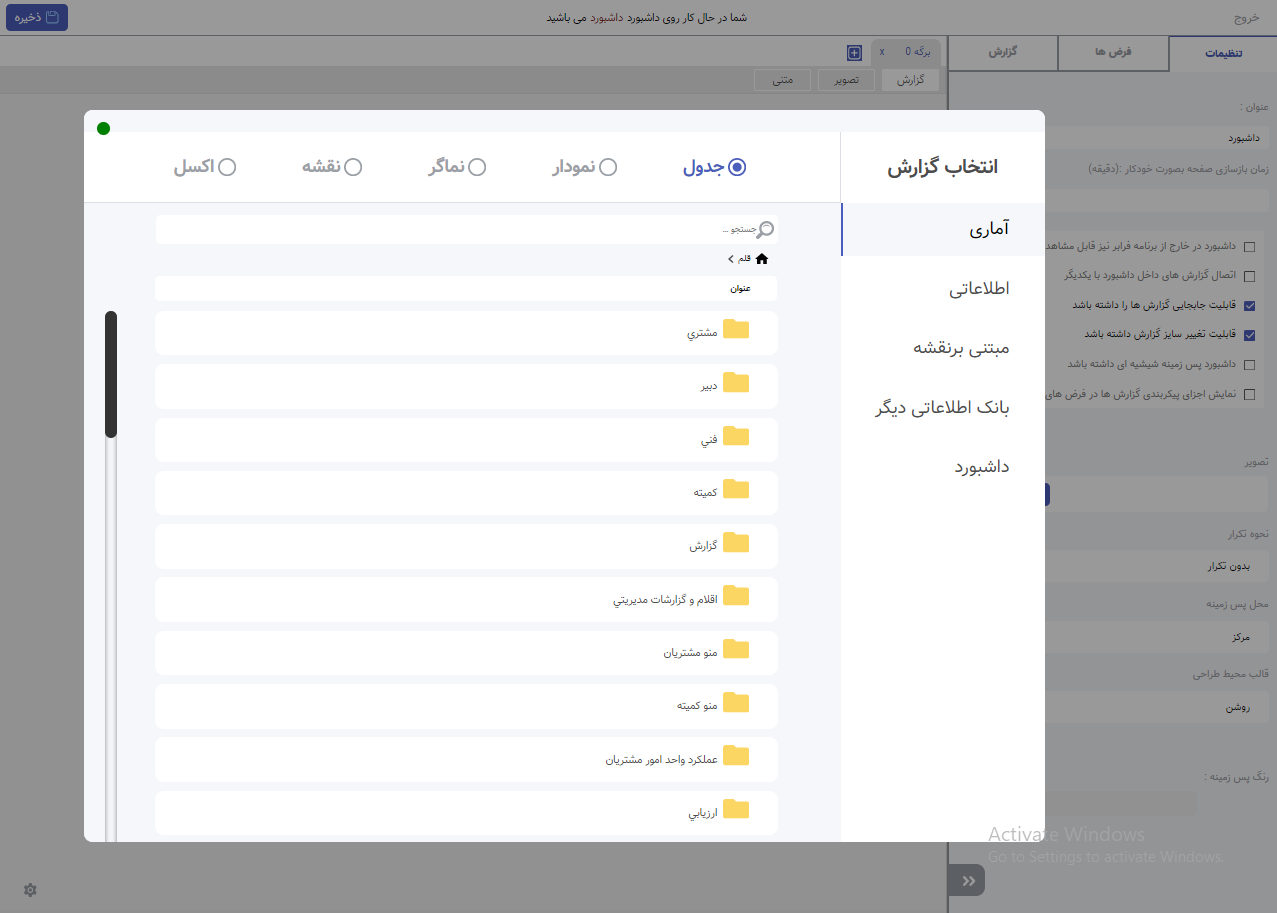 خروج
شما در حال کار روی داشبورد داشبورد می باشید
ذخیره
تنظیمات
فرض ها
گزارش
برگه 0 x
گزارش
تصویر
متنی
عنوان :
داشبورد
زمان بازسازی صفحه بصورت خودکار :(دقیقه)
داشبورد در خارج از برنامه فرابر نیز قابل مشاهد
اتصال گزارش های داخل داشبورد با یکدیگر
قابلیت جابجایی گزارش ها را داشته باشد
قابلیت تغییر سایز گزارش داشته باشد
داشبورد پس زمینه شیشیه ای داشته باشد
نمایش اجزای پیکربندی گزارش ها در فرض های
تصویر
نحوه تکرار
بدون تکرار
محل پس زمینه
مرکز
قالب محیط طراحی
روشن
رنگ پس زمینه :
انتخاب گزارش
آماری
اطلاعاتی
مبتنی برنقشه
بانک اطلاعاتی دیگر
داشبورد
جدول
نمودار
نماگر
نقشه
اکسل
جستجو ...
قلم
عنوان
مشتري
دبير
فني
کميته
گزارش
اقلام و گزارشات مديريتي
منو مشتريان
منو کميته
عملکرد واحد امور مشتريان
ارزيابي
Activate Windows
Go to Settings to activate Windows.